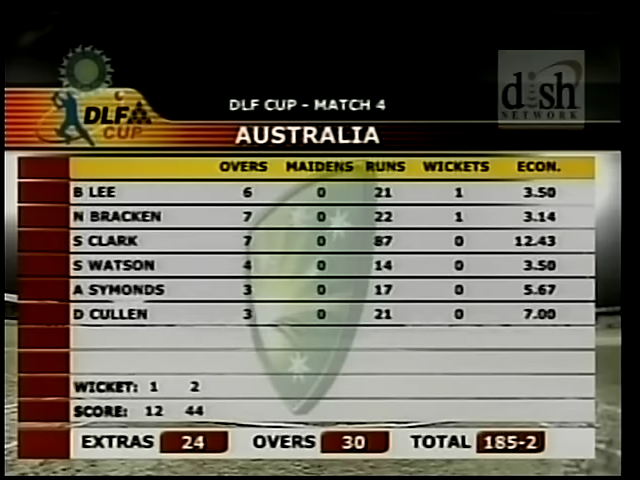 dish
NETWORK
DLF
CUP
DLF CUP - MATCH 4
AUSTRALIA
OVERS MAIDENS RUNS WICKETS ECON.
B LEE 6 0 21 1 3.50
N BRACKEN 7 0 22 1 3.14
S CLARK 7 0 87 0 12.43
S WATSON 4 0 14 0 3.50
A SYMONDS 3 0 17 0 5.67
D CULLEN 3 0 21 0 7.00
WICKET: 1 2
SCORE: 12 44
EXTRAS 24 OVERS 30 TOTAL 185-2